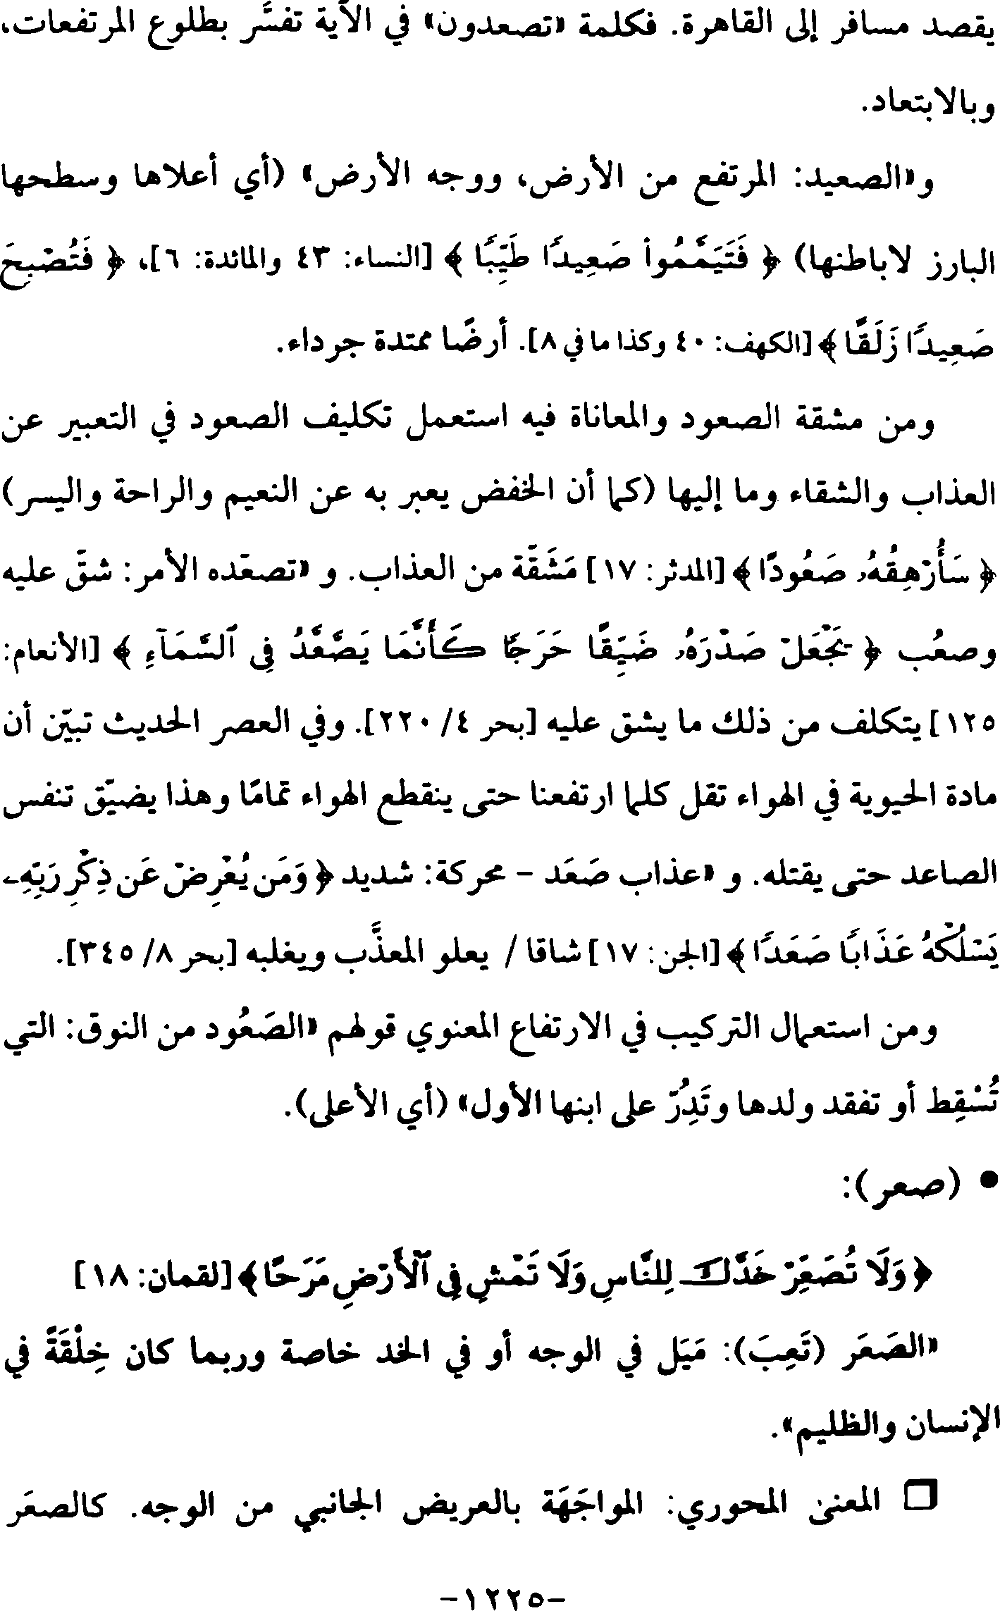 يقصد مسافر إلى القاهرة. فكلمة «تصعدون» في الآية تفسَّر بطلوع المرتفعات،
وبالابتعاد.
و«الصعيد: المرتفع من الأرض، ووجه الأرض» (أي أعلاها وسطحها
البارز لاباطنها) ﴿ فَتَيَمَّمُواْ صَعِيدًا طَيِّبًا ﴾ [النساء: ٤٣ والمائدة: ٦]، ﴿ فَتُصْبِحَ
صَعِيدًا زَلَقًا ﴾ [الكهف: ٤٠ وكذا ما في ٨]. أرضًا ممتدة جرداء.
ومن مشقة الصعود والمعاناة فيه استعمل تكليف الصعود في التعبير عن
العذاب والشقاء وما إليها (كما أن الخفض يعبر به عن النعيم والراحة واليسر)
﴿ سَأُرْهِقُهُۥ صَعُودًا ﴾ [المدثر: ١٧] مَشَقّة من العذاب. و «تصعّده الأمر: شقّ عليه
وصعُب ﴿ يَجْعَلْ صَدْرَهُۥ ضَيِّقًا حَرَجًا كَأَنَّمَا يَصَّعَّدُ فِي ٱلسَّمَآءِ ﴾ [الأنعام:
١٢٥] يتكلف من ذلك ما يشق عليه [بحر ٤/ ٢٢٠]. وفي العصر الحديث تبيّن أن
مادة الحيوية في الهواء تقل كلما ارتفعنا حتى ينقطع الهواء تمامًا وهذا يضيّق تنفس
الصاعد حتى يقتله. و «عذاب صَعَد - محركة: شديد ﴿ وَمَن يُعْرِضْ عَن ذِكْرِ رَبِّهِۦ
يَسْلُكْهُ عَذَابًا صَعَدًا ﴾ [الجن: ١٧] شاقا / يعلو المعذَّب ويغلبه [بحر ٨/ ٣٤٥].
ومن استعمال التركيب في الارتفاع المعنوي قولهم «الصَعُود من النوق: التي
تُسْقِط أو تفقد ولدها وتَدِرُّ على ابنها الأول» (أي الأعلى).
• (صعر):
﴿ وَلَا تُصَعِّرْ خَدَّكَ لِلنَّاسِ وَلَا تَمْشِ فِي ٱلْأَرْضِ مَرَحًا ﴾ [لقمان: ١٨]
«الصَعَر (تَعِبَ): مَيَل في الوجه أو في الخد خاصة وربما كان خِلْقَةً في
الإنسان والظليم».
❒ المعنى المحوري: المواجَهَة بالعريض الجانبي من الوجه. كالصعَر
-١٢٢٥-